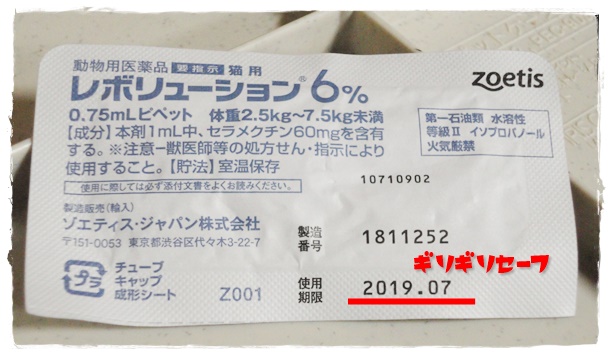 動物用医薬品 要指示 猫用
zoetis
レボリューション®6%
0.75mLピペット 体重2.5kg~7.5kg未満
【成分】本剤1mL中、セラメクチン60mgを含有
する。※注意-獣医師等の処方せん・指示により
使用すること。【貯法】室温保存
第一石油類 水溶性
等級Ⅱ イソプロパノール
火気厳禁
使用に際しては必ず添付文書をよくお読みください。
10710902
製造販売(輸入)
ゾエティス・ジャパン株式会社
〒151-0053 東京都渋谷区代々木3-22-7
製造
番号
1811252
ギリギリセーフ
プラ
チューブ
キャップ
成形シート
Z001
使用
期限
2019.07